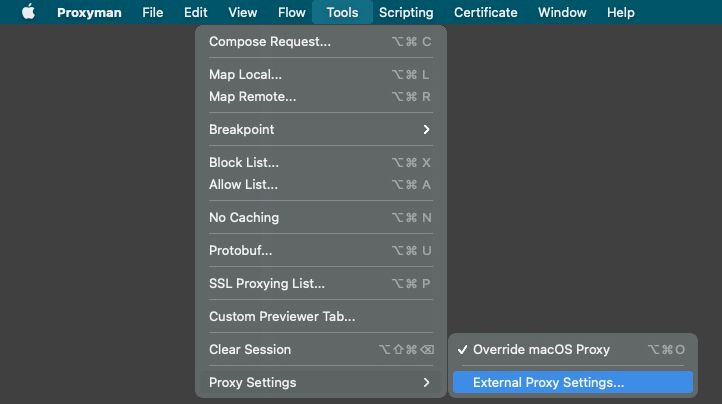 Proxyman File Edit View Flow Tools Scripting Certificate Window Help
Compose Request... ⌥⌘ C
Map Local... ⌥⌘ L
Map Remote... ⌥⌘ R
Breakpoint
Block List... ⌥⌘ X
Allow List... ⌥⌘ A
No Caching ⌥⌘ N
Protobuf... ⌥⌘ U
SSL Proxying List... ⌥⌘ P
Custom Previewer Tab...
Clear Session ⌥⇧⌘⌫
Proxy Settings
✓ Override macOS Proxy ⌥⌘O
External Proxy Settings...